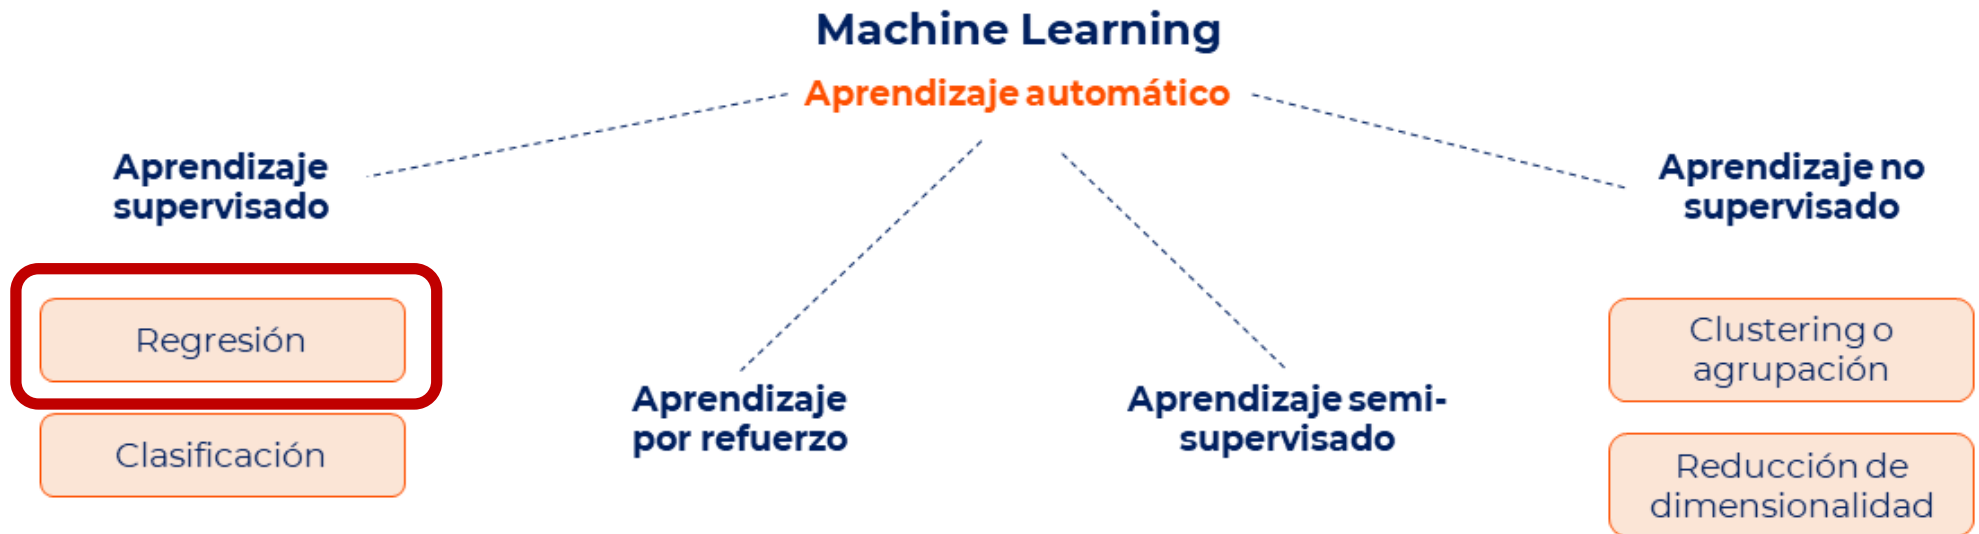 Machine Learning
Aprendizaje automático
Aprendizaje
supervisado
Regresión
Clasificación
Aprendizaje
por refuerzo
Aprendizaje semi-
supervisado
Aprendizaje no
supervisado
Clustering o
agrupación
Reducción de
dimensionalidad